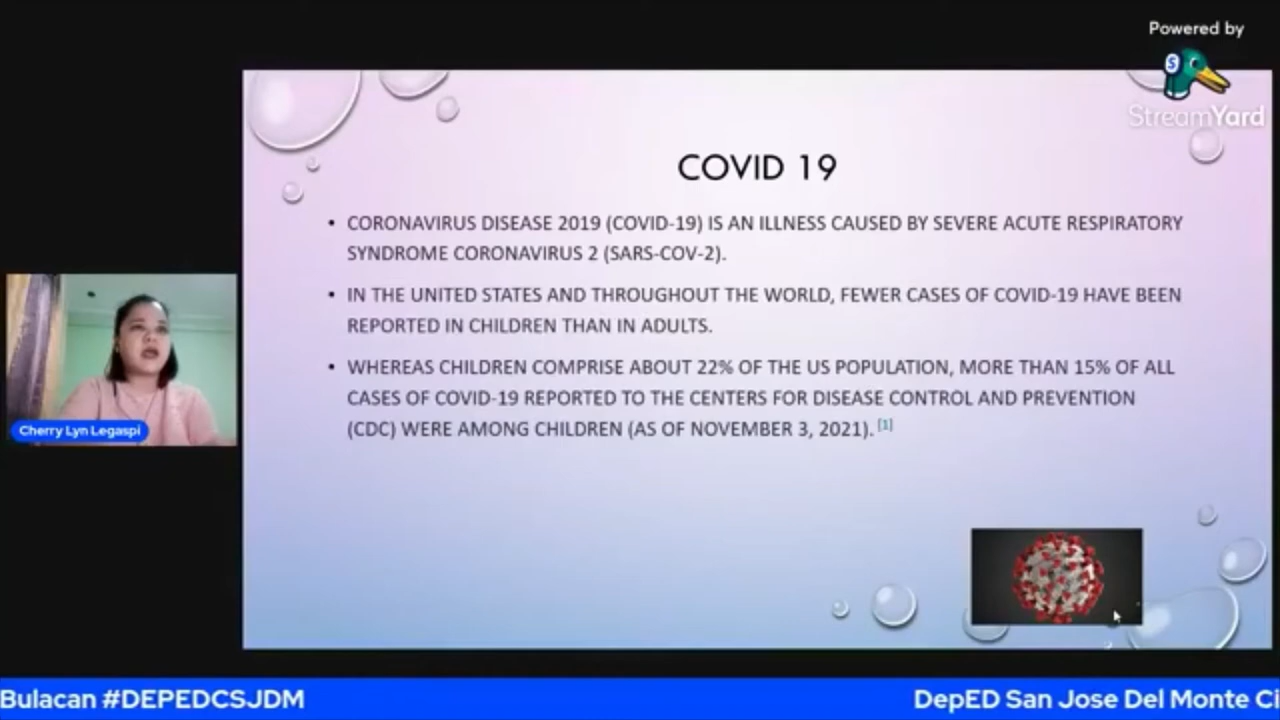 Powered by
StreamYard
COVID 19
• CORONAVIRUS DISEASE 2019 (COVID-19) IS AN ILLNESS CAUSED BY SEVERE ACUTE RESPIRATORY
SYNDROME CORONAVIRUS 2 (SARS-COV-2).
• IN THE UNITED STATES AND THROUGHOUT THE WORLD, FEWER CASES OF COVID-19 HAVE BEEN
REPORTED IN CHILDREN THAN IN ADULTS.
• WHEREAS CHILDREN COMPRISE ABOUT 22% OF THE US POPULATION, MORE THAN 15% OF ALL
CASES OF COVID-19 REPORTED TO THE CENTERS FOR DISEASE CONTROL AND PREVENTION
(CDC) WERE AMONG CHILDREN (AS OF NOVEMBER 3, 2021). [1]
Cherry Lyn Legaspi
Bulacan #DEPEDCSJDM DepED San Jose Del Monte Ci